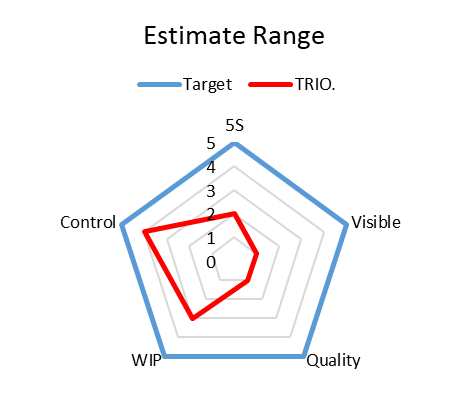 Estimate Range
Target
TRIO.
5S
5
4
3
2
1
0
Control
Visible
WIP
Quality